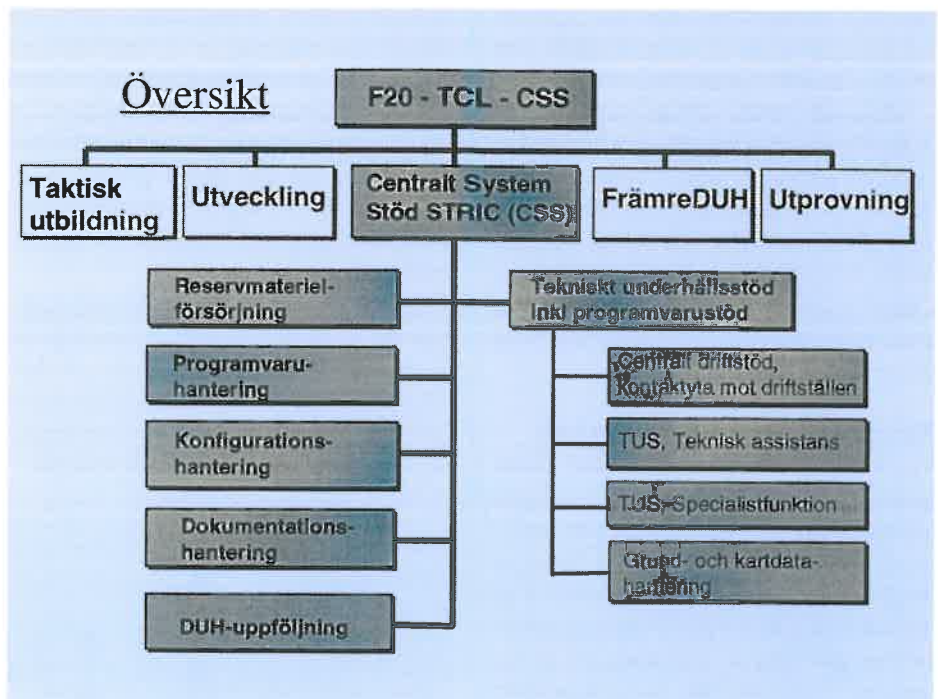 Översikt
F20 - TCL - CSS
Taktisk
utbildning
Utveckling
Centralt System
Stöd STRIC (CSS)
FrämreDUH
Utprovning
Reservmateriel-
försörjning
Tekniskt underhållsstöd
Inkl programvarustöd
Programvaru-
hantering
Centralt driftstöd,
kontaktyta mot driftställen
Konfigurations-
hantering
TUS, Teknisk assistans
Dokumentations-
hantering
TUS, Specialistfunktion
Grund- och kartdata-
hantering
DUH-uppföljning